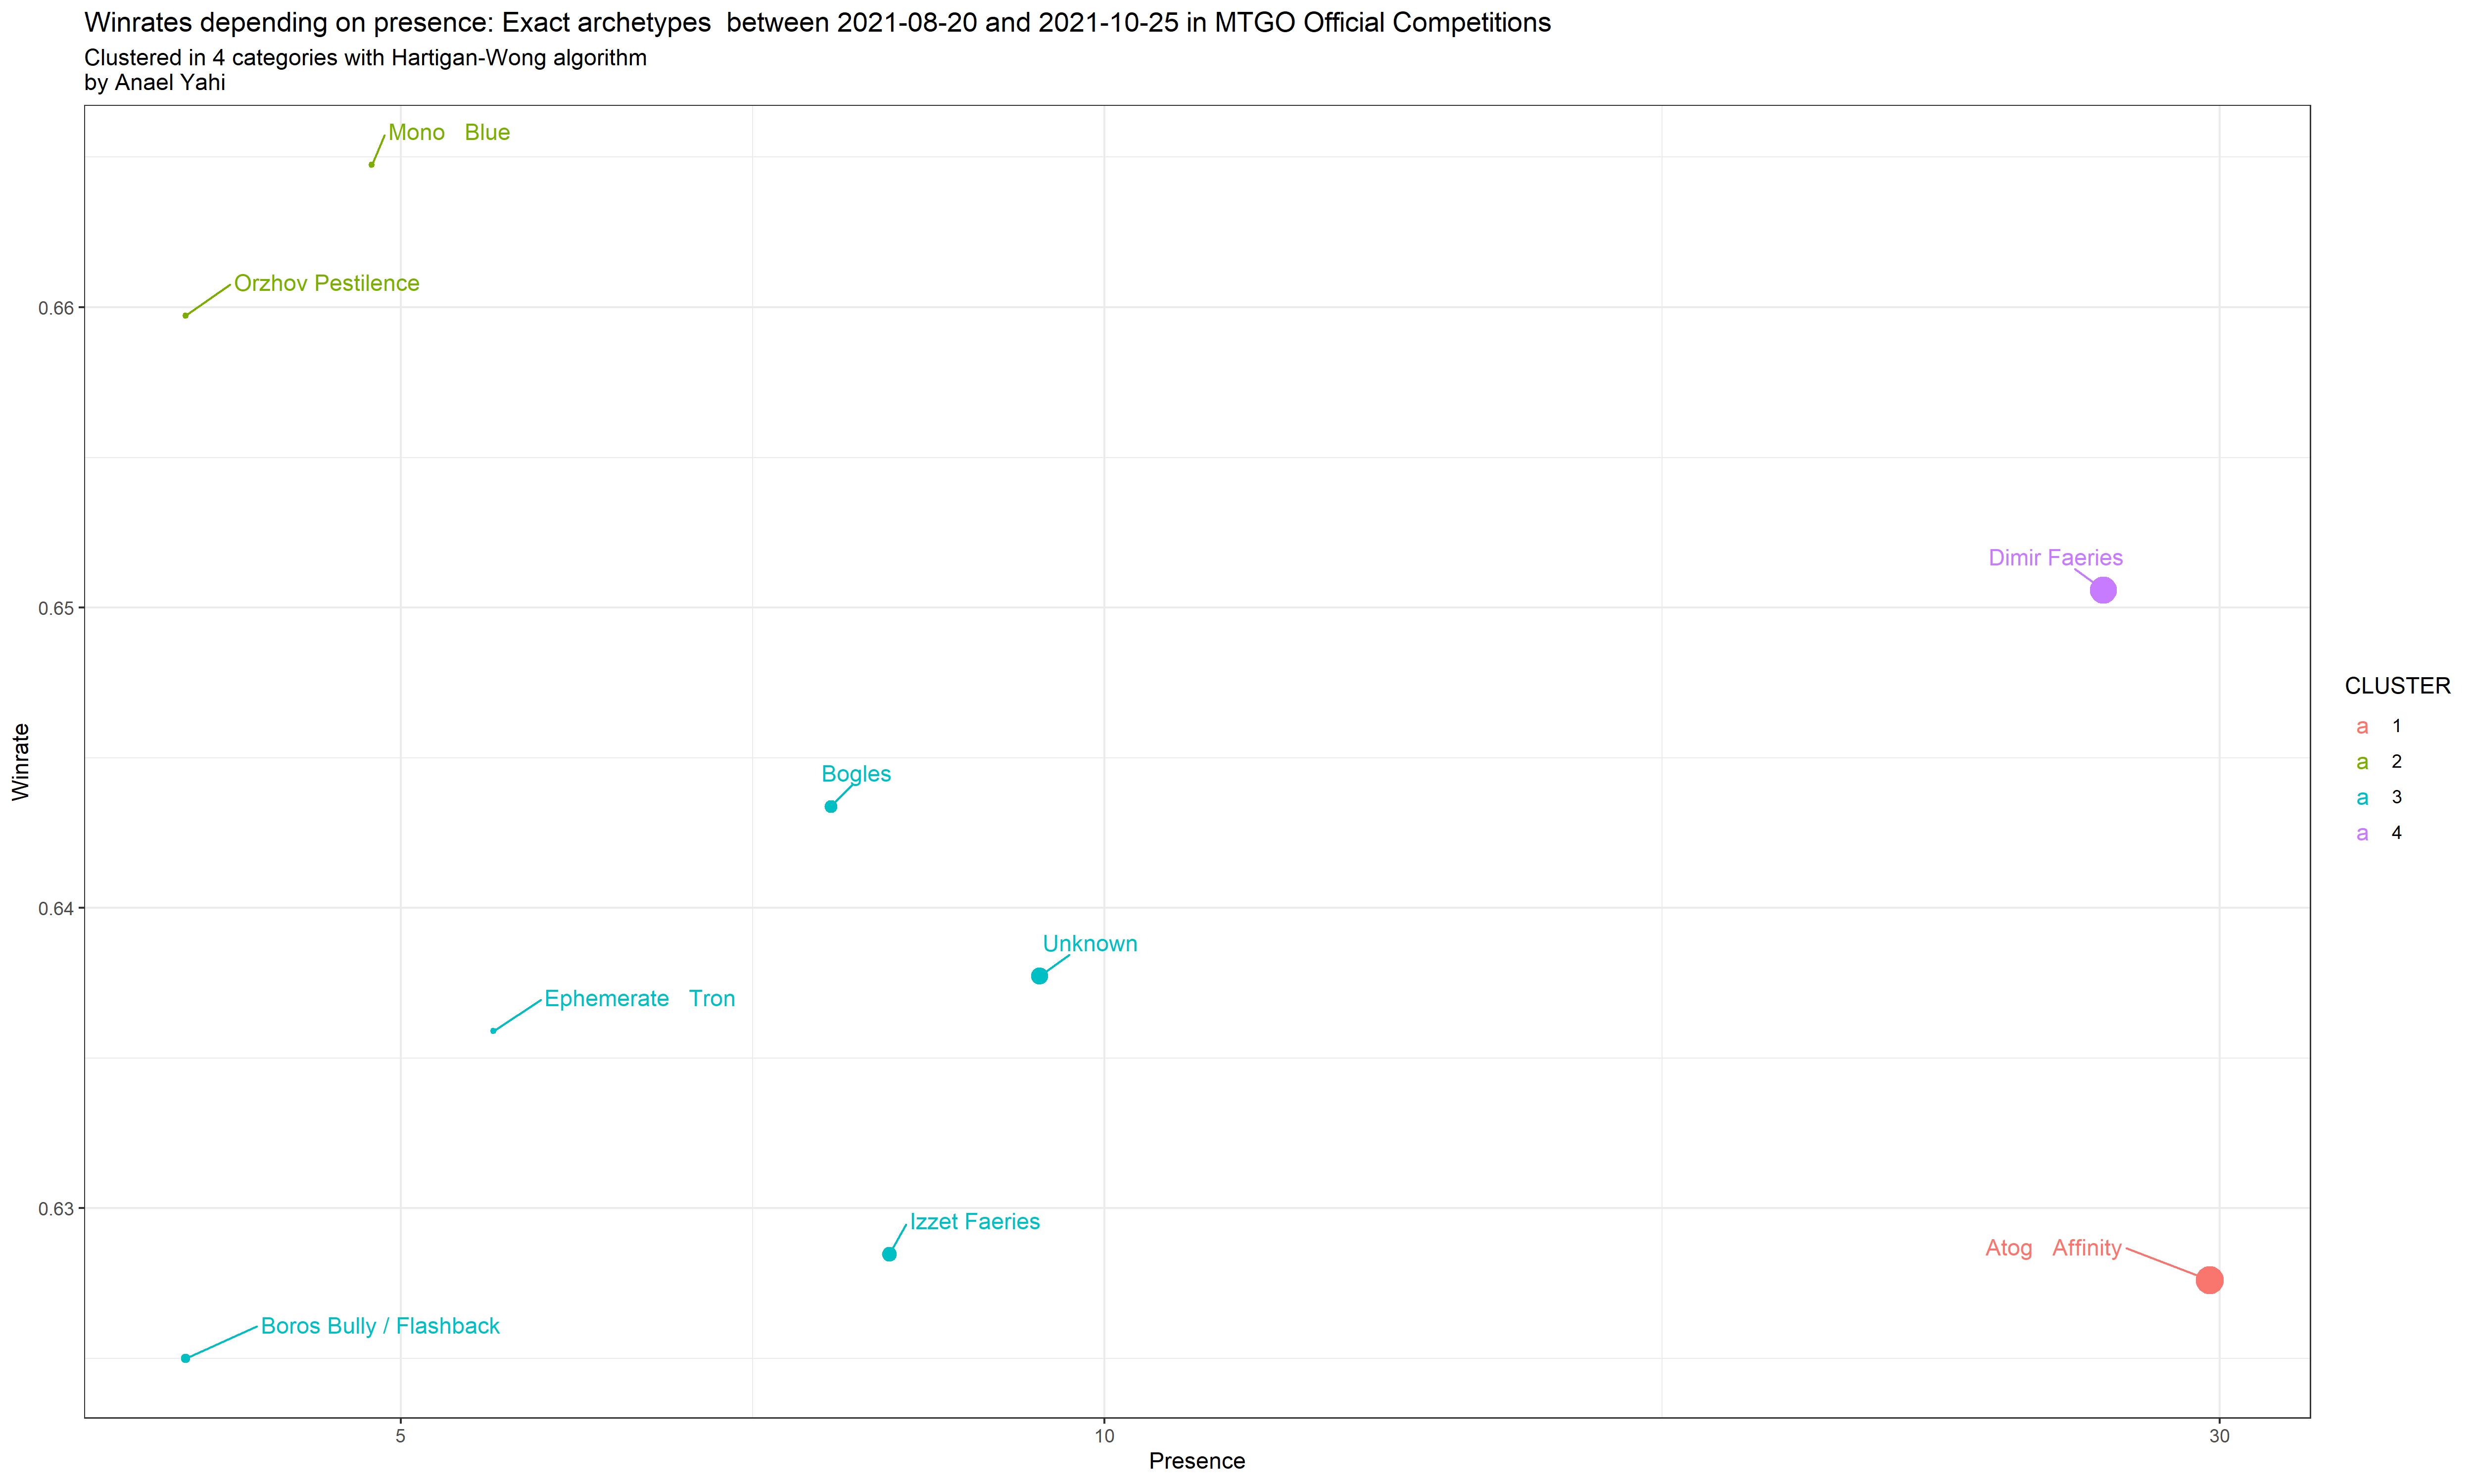 Winrates depending on presence: Exact archetypes  between 2021-08-20 and 2021-10-25 in MTGO Official Competitions
Clustered in 4 categories with Hartigan-Wong algorithm
by Anael Yahi
Mono   Blue
Orzhov Pestilence
0.66
Dimir Faeries
0.65
CLUSTER
a 1
a 2
a 3
a 4
Winrate
Bogles
0.64
Unknown
Ephemerate   Tron
0.63
Izzet Faeries
Atog   Affinity
Boros Bully / Flashback
5
10
30
Presence